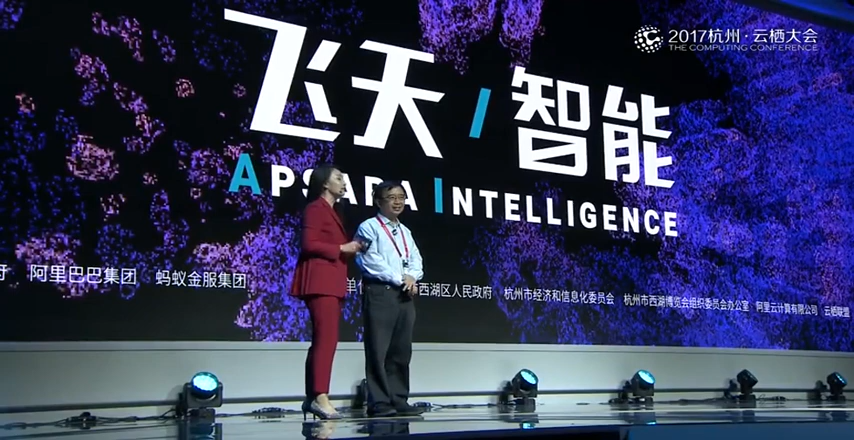 2017杭州·云栖大会
THE COMPUTING CONFERENCE
飞天/智能
APSARA INTELLIGENCE
阿里巴巴集团 蚂蚁金服集团 西湖区人民政府 杭州市经济和信息化委员会 杭州市西湖博览会组织委员会办公室 阿里云计算有限公司 云栖联盟